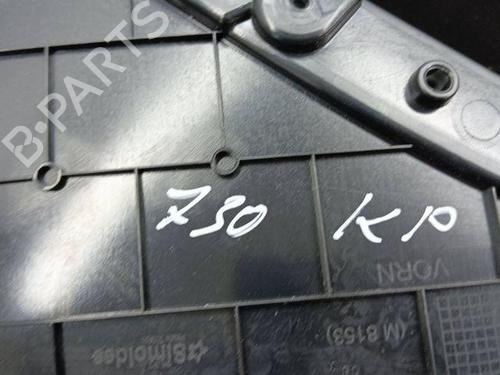 B-PARTS
730 KP
VORN
(M 8153)
Simoldes